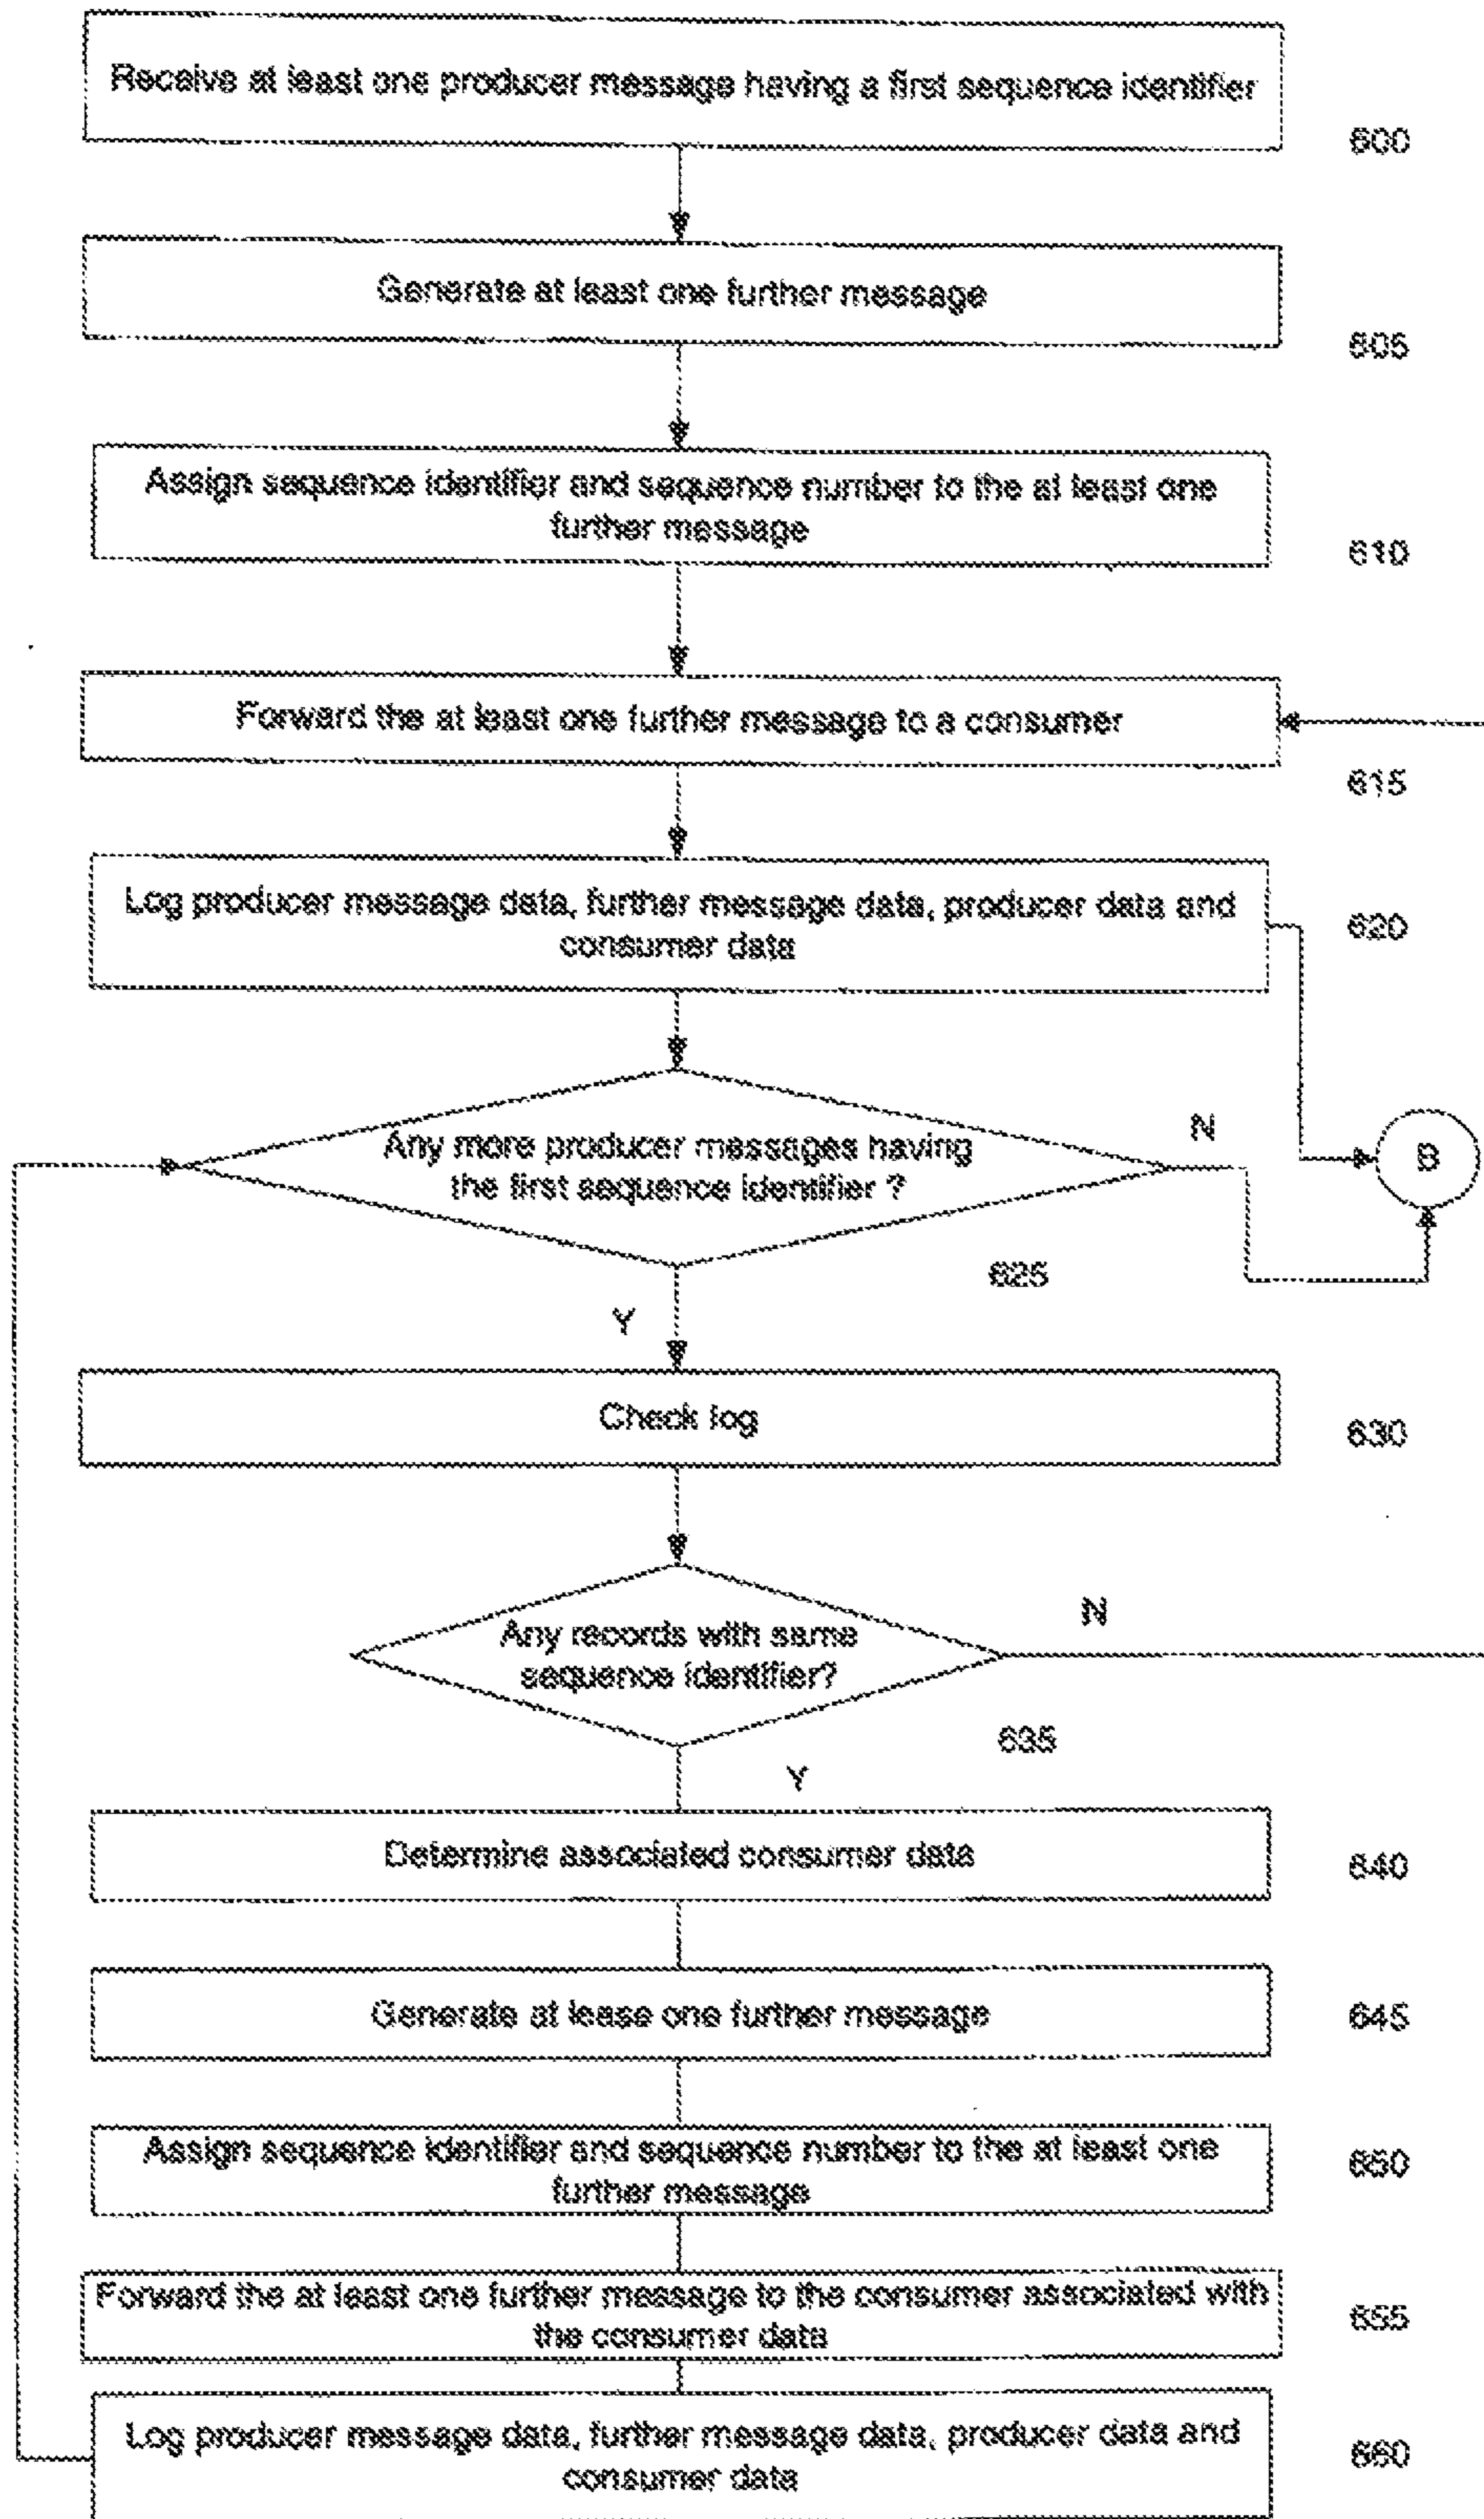 Receive at least one producer message having a first sequence identifier
600
Generate at least one further message
605
Assign sequence identifier and sequence number to the at least one
further message
610
Forward the at least one further message to a consumer
615
Log producer message data, further message data, producer data and
consumer data
620
Any more producer messages having
the first sequence identifier ?
N
B
625
Y
Check log
630
Any records with same
sequence identifier?
N
635
Y
Determine associated consumer data
640
Generate at lease one further message
645
Assign sequence identifier and sequence number to the at least one
further message
650
Forward the at least one further message to the consumer associated with
the consumer data
655
Log producer message data, further message data, producer data and
consumer data
660